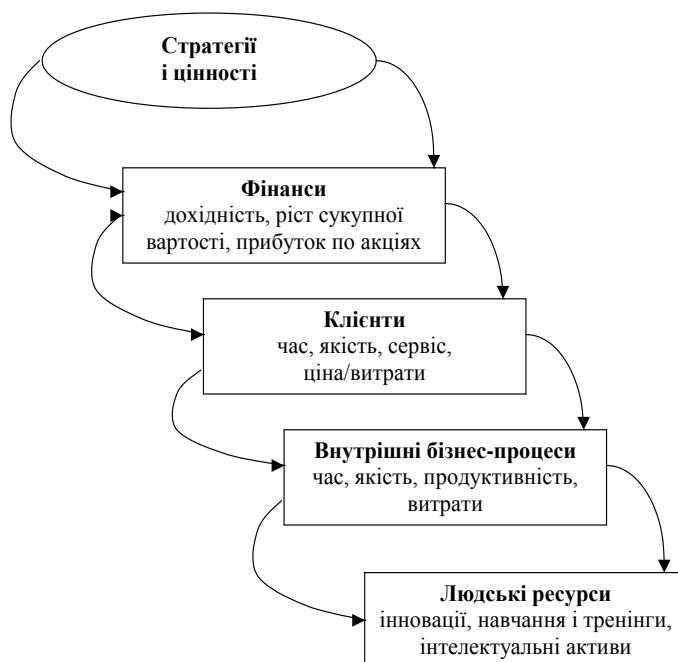 Стратегії
і цінності
Фінанси
дохідність, ріст сукупної
вартості, прибуток по акціях
Клієнти
час, якість, сервіс,
ціна/витрати
Внутрішні бізнес-процеси
час, якість, продуктивність,
витрати
Людські ресурси
інновації, навчання і тренінги,
інтелектуальні активи